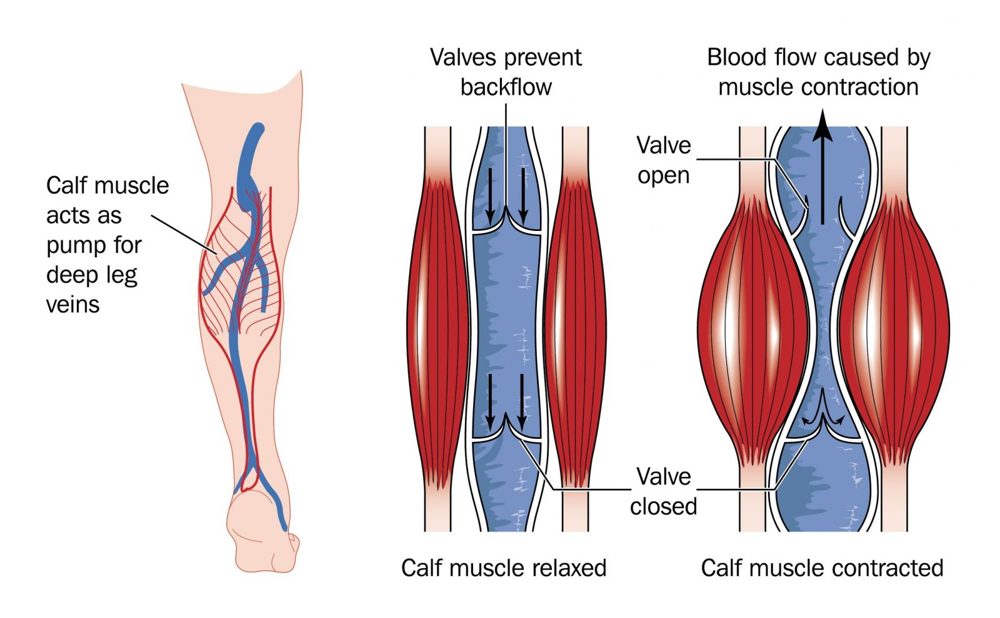 Calf muscle
acts as
pump for
deep leg
veins
Valves prevent
backflow
Blood flow caused by
muscle contraction
Valve
open
Valve
closed
Calf muscle relaxed
Calf muscle contracted